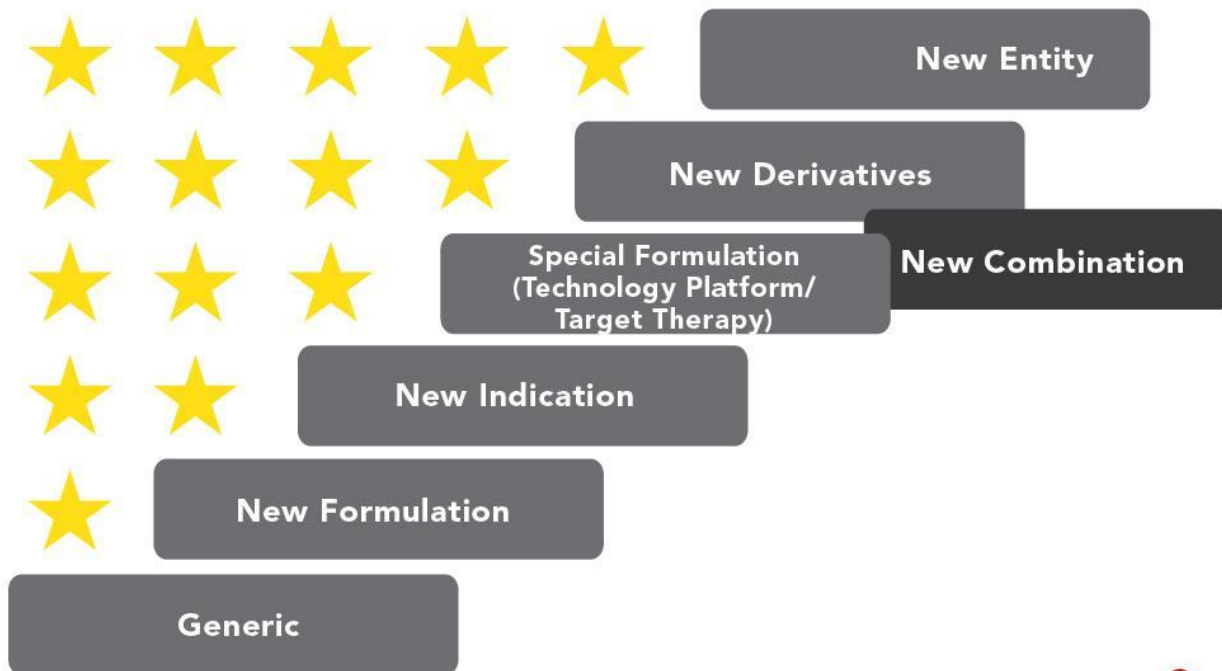 New Entity
New Derivatives
Special Formulation
(Technology Platform/
Target Therapy)
New Combination
New Indication
New Formulation
Generic